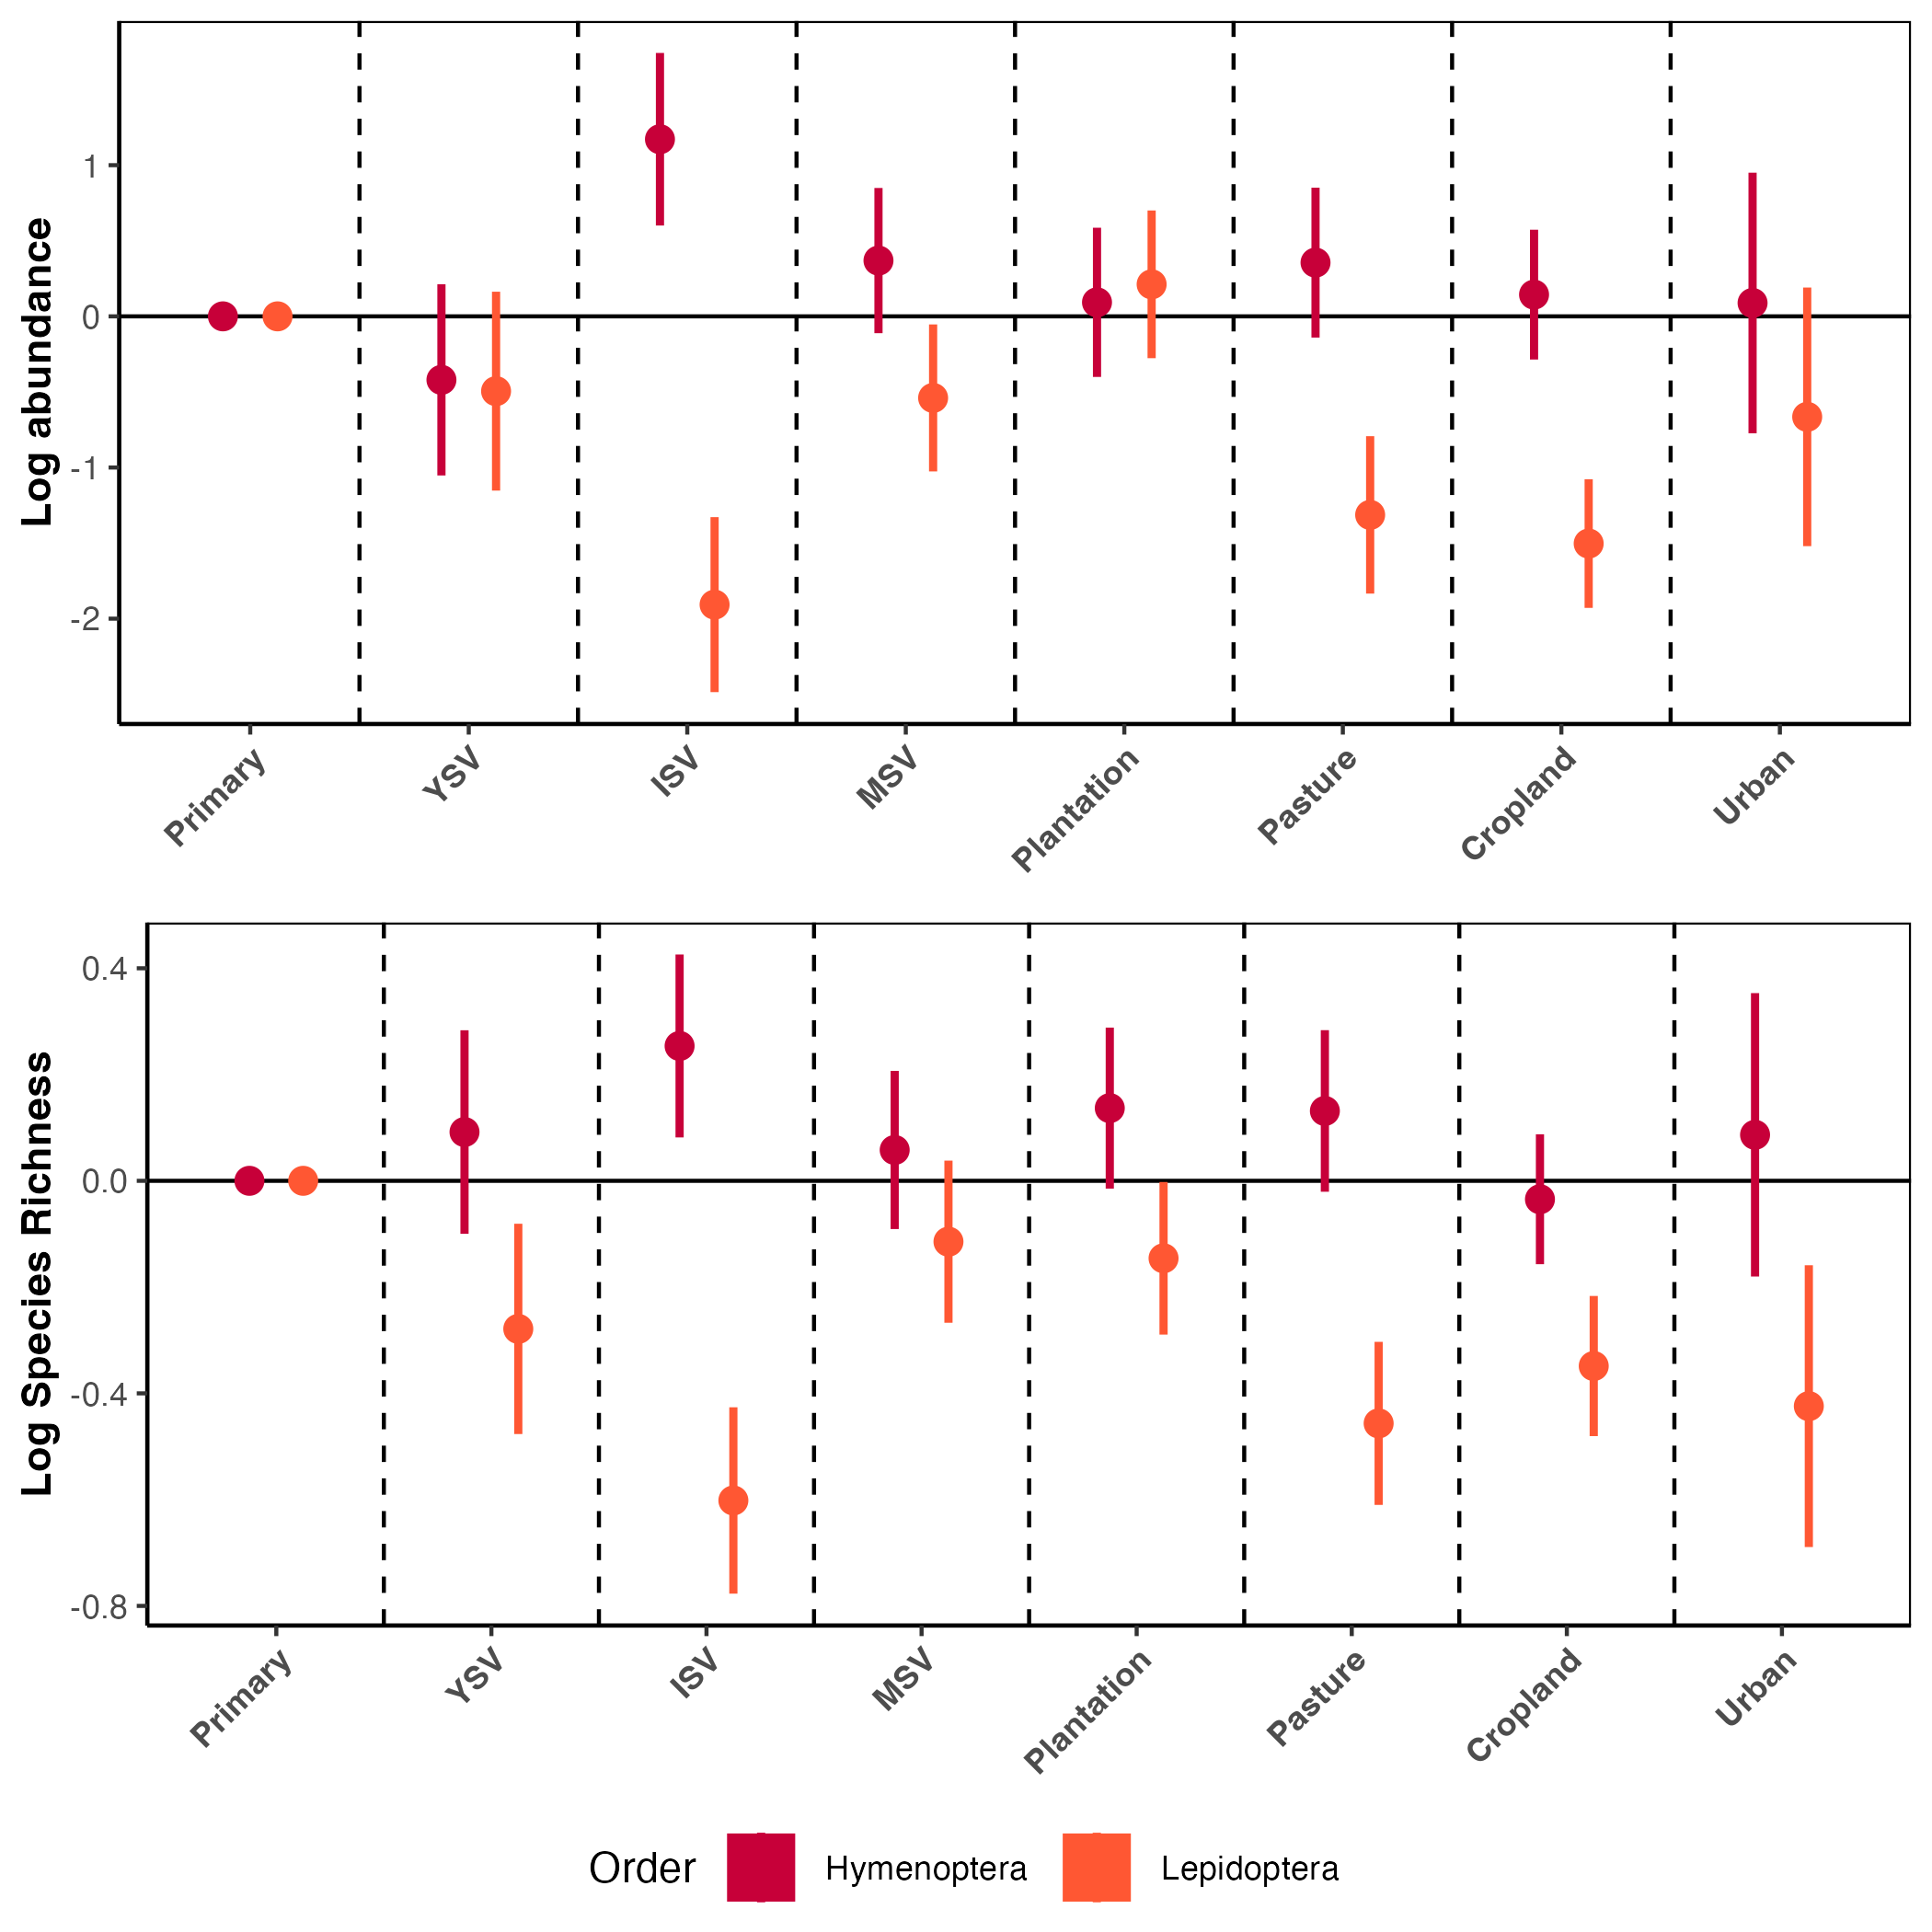 Log abundance
1
0
-1
-2
Primary
YSV
ISV
MSV
Plantation
Pasture
Cropland
Urban
Log Species Richness
0.4
0.0
-0.4
-0.8
Primary
YSV
ISV
MSV
Plantation
Pasture
Cropland
Urban
Order Hymenoptera Lepidoptera